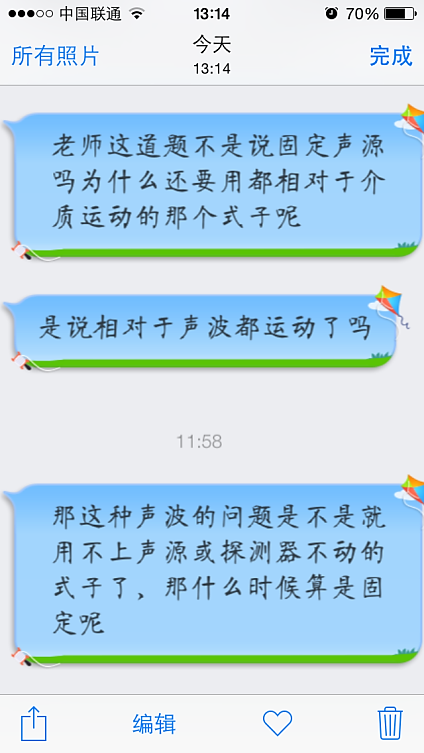 中国联通 13:14 70%
所有照片 今天 完成
13:14
老师这道题不是说固定声源
吗为什么还要用都相对于介
质运动的那个式子呢
是说相对于声波都运动了吗
11:58
那这种声波的问题是不是就
用不上声源或探测器不动的
式子了，那什么时候算是固
定呢
编辑